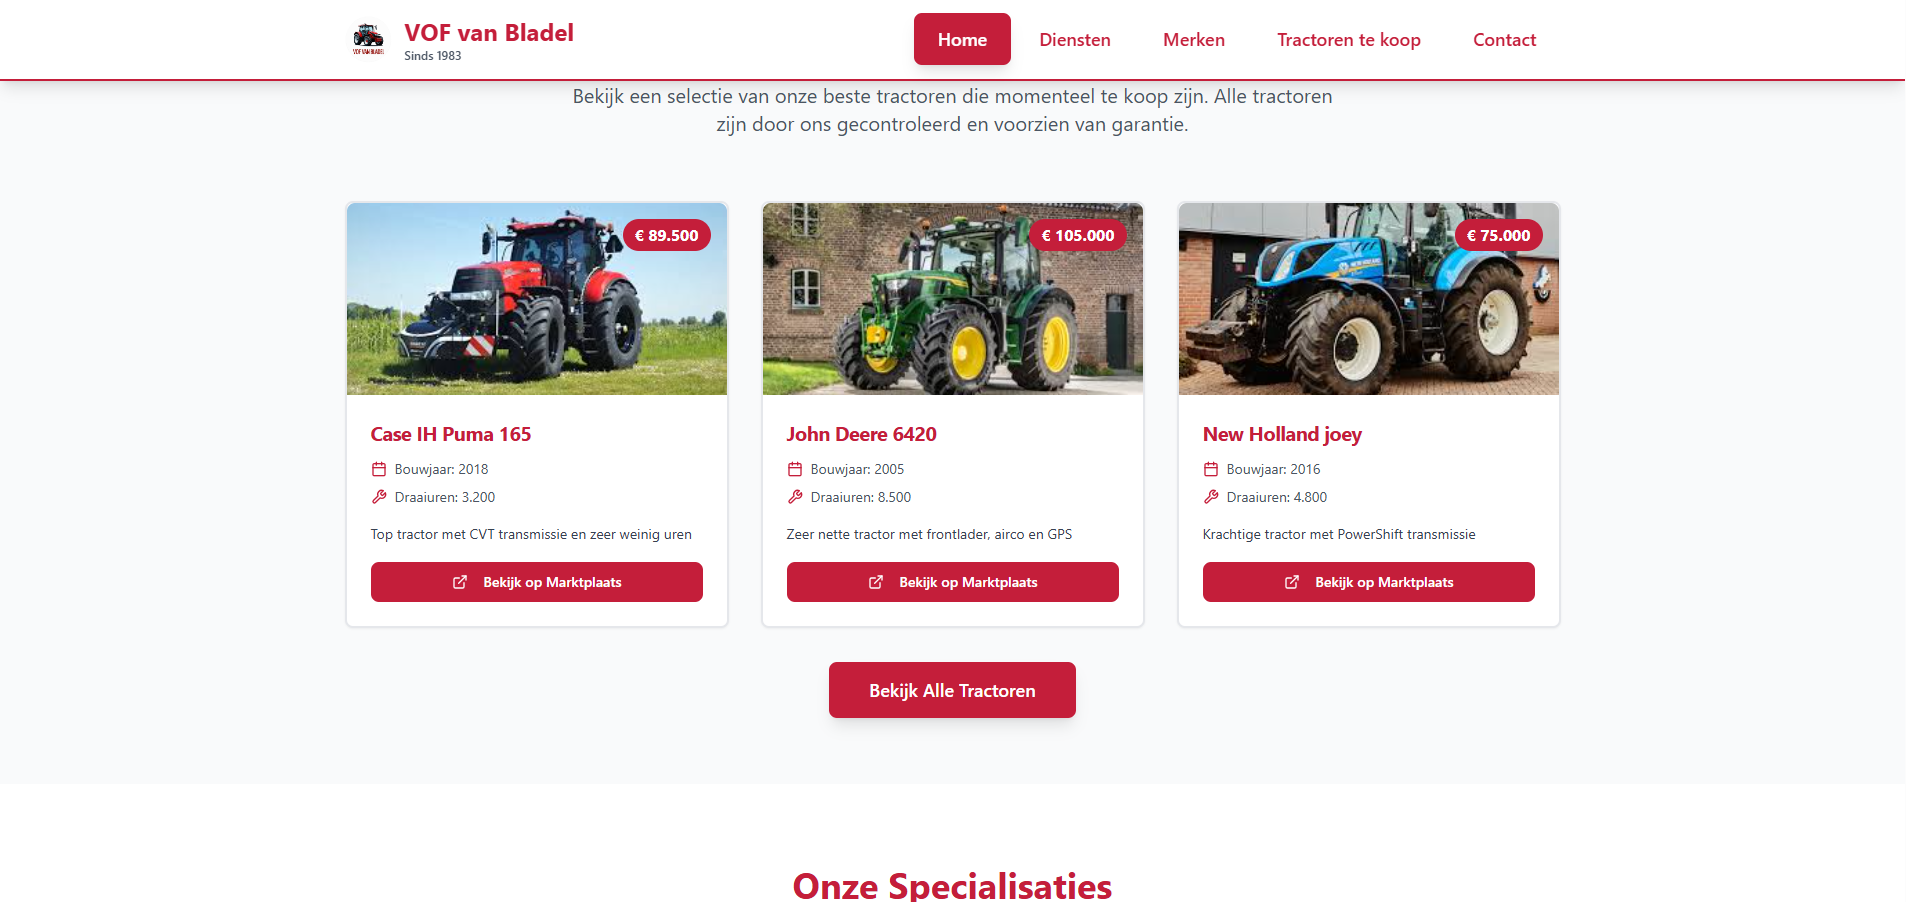 VOF van Bladel
Sinds 1983
VOF VAN BLADEL
Home
Diensten
Merken
Tractoren te koop
Contact
Bekijk een selectie van onze beste tractoren die momenteel te koop zijn. Alle tractoren
zijn door ons gecontroleerd en voorzien van garantie.
€ 89.500
Case IH Puma 165
Bouwjaar: 2018
Draaiuren: 3.200
Top tractor met CVT transmissie en zeer weinig uren
Bekijk op Marktplaats
€ 105.000
John Deere 6420
Bouwjaar: 2005
Draaiuren: 8.500
Zeer nette tractor met frontlader, airco en GPS
Bekijk op Marktplaats
€ 75.000
NEW HOLLAND
New Holland joey
Bouwjaar: 2016
Draaiuren: 4.800
Krachtige tractor met PowerShift transmissie
Bekijk op Marktplaats
Bekijk Alle Tractoren
Onze Specialisaties